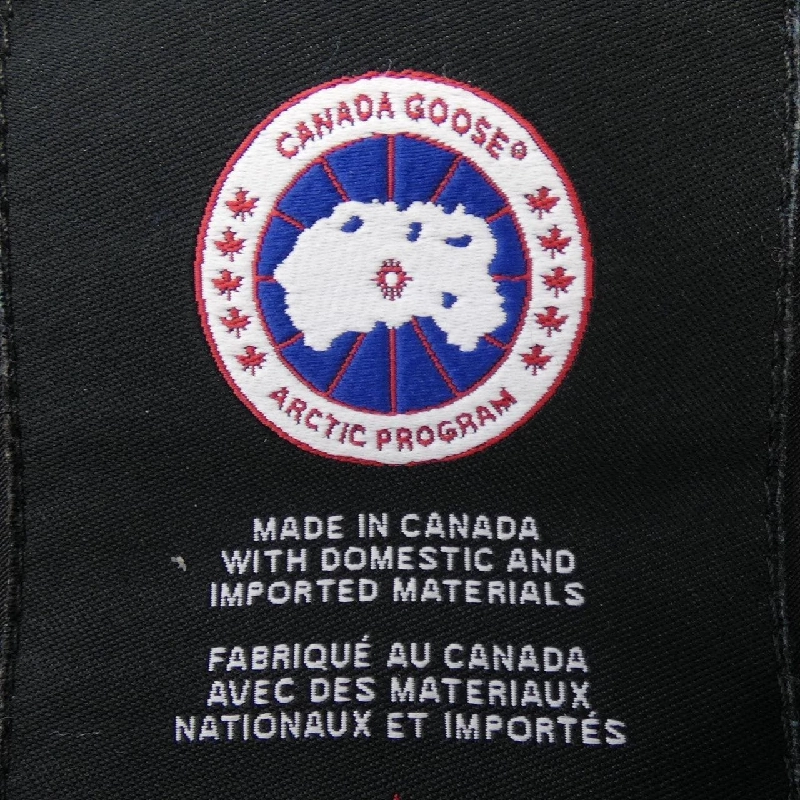 CANADA GOOSE®
ARCTIC PROGRAM
MADE IN CANADA
WITH DOMESTIC AND
IMPORTED MATERIALS
FABRIQUÉ AU CANADA
AVEC DES MATERIAUX
NATIONAUX ET IMPORTÉS